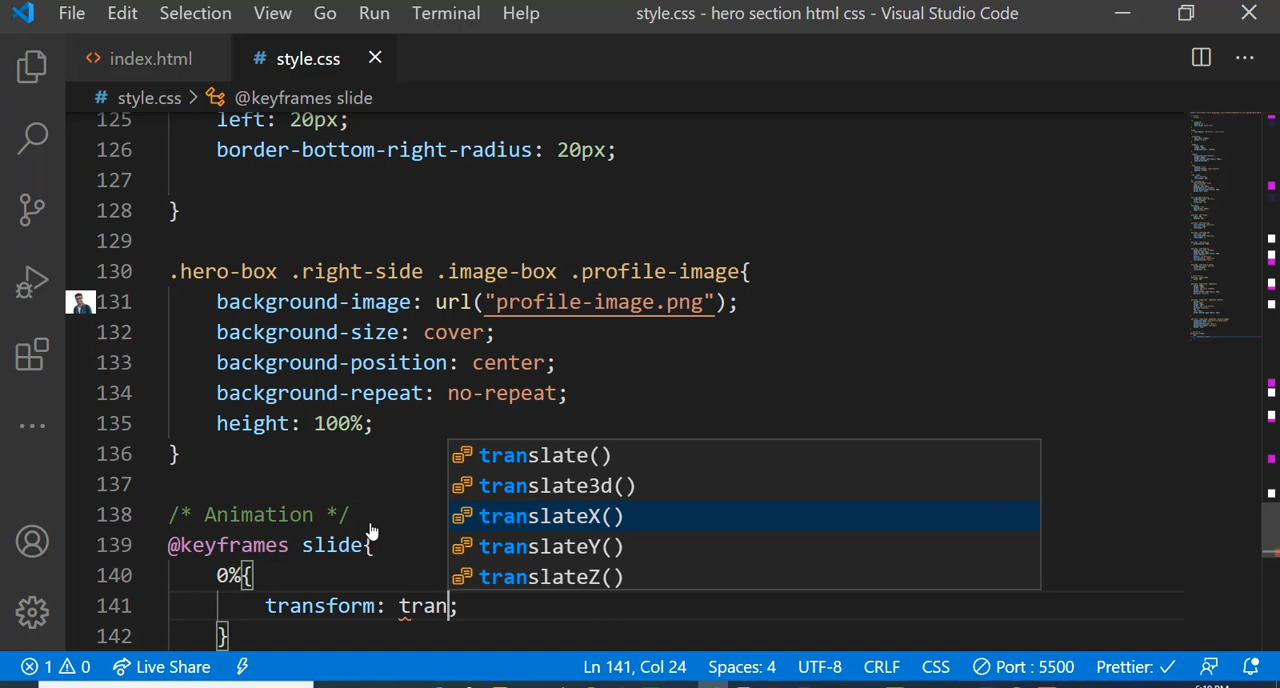 File Edit Selection View Go Run Terminal Help style.css - hero section html css - Visual Studio Code
<> index.html # style.css ×
# style.css > @keyframes slide
125 left: 20px;
126 border-bottom-right-radius: 20px;
127
128 }
129
130 .hero-box .right-side .image-box .profile-image{
131 background-image: url("profile-image.png");
132 background-size: cover;
133 background-position: center;
134 background-repeat: no-repeat;
135 height: 100%;
136 }
translate()
137
translate3d()
138 /* Animation */
translateX()
139 @keyframes slide{
translateY()
140 0%{
translateZ()
141 transform: tran;
142 }
1 0 Live Share Ln 141, Col 24 Spaces: 4 UTF-8 CRLF CSS Port : 5500 Prettier: ✓